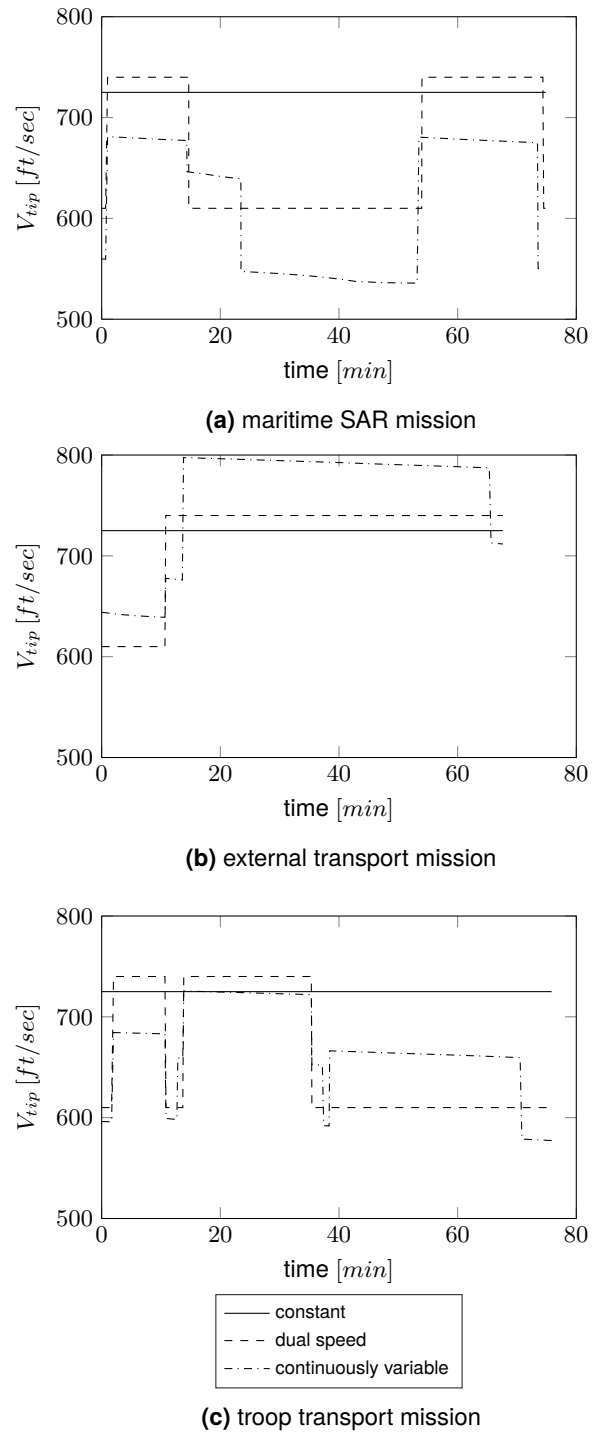 800
700
600
500
V_tip [ft/sec]
0 20 40 60 80
time [min]
(a) maritime SAR mission
800
700
600
500
V_tip [ft/sec]
0 20 40 60 80
time [min]
(b) external transport mission
800
700
600
500
V_tip [ft/sec]
0 20 40 60 80
time [min]
constant
dual speed
continuously variable
(c) troop transport mission